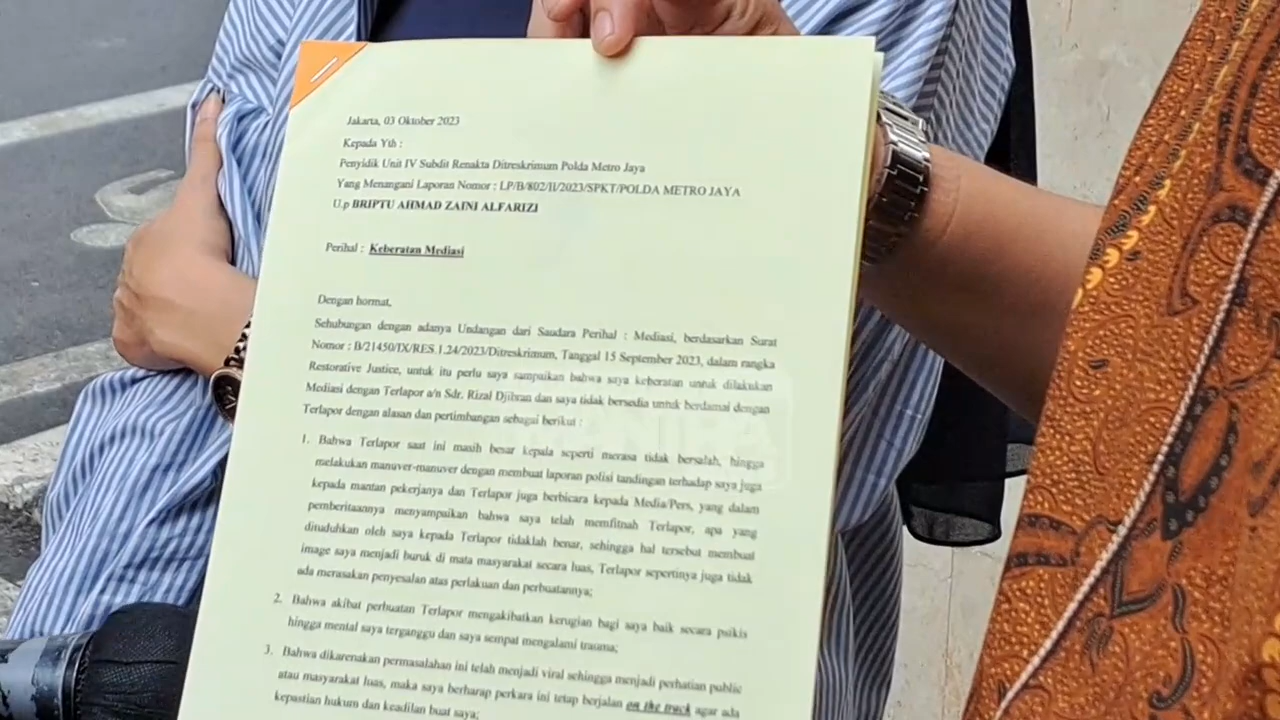 Jakarta, 03 Oktober 2023
Kepada Yth :
Penyidik Unit IV Subdit Renakta Ditreskrimum Polda Metro Jaya
Yang Menangani Laporan Nomor : LP/B/802/II/2023/SPKT/POLDA METRO JAYA
U.p BRIPTU AHMAD ZAINI ALFARIZI
Perihal : Keberatan Mediasi
Dengan hormat,
Sehubungan dengan adanya Undangan dari Saudara Perihal : Mediasi, berdasarkan Surat
Nomor : B/21450/IX/RES.1.24/2023/Ditreskrimum, Tanggal 15 September 2023, dalam rangka
Restorative Justice, untuk itu perlu saya sampaikan bahwa saya keberatan untuk dilakukan
Mediasi dengan Terlapor a/n Sdr. Rizal Djibran dan saya tidak bersedia untuk berdamai dengan
Terlapor dengan alasan dan pertimbangan sebagai berikut :
1. Bahwa Terlapor saat ini masih besar kepala seperti merasa tidak bersalah, hingga
melakukan manuver-manuver dengan membuat laporan polisi tandingan terhadap saya juga
kepada mantan pekerjanya dan Terlapor juga berbicara kepada Media/Pers, yang dalam
pemberitaannya menyampaikan bahwa saya telah memfitnah Terlapor, apa yang
dituduhkan oleh saya kepada Terlapor tidaklah benar, sehingga hal tersebut membuat
image saya menjadi buruk di mata masyarakat secara luas, Terlapor sepertinya juga tidak
ada merasakan penyesalan atas perlakuan dan perbuatannya;
2. Bahwa akibat perbuatan Terlapor mengakibatkan kerugian bagi saya baik secara psikis
hingga mental saya terganggu dan saya sempat mengalami trauma;
3. Bahwa dikarenakan permasalahan ini telah menjadi viral sehingga menjadi perhatian public
atau masyarakat luas, maka saya berharap perkara ini tetap berjalan on the track agar ada
kepastian hukum dan keadilan buat saya;